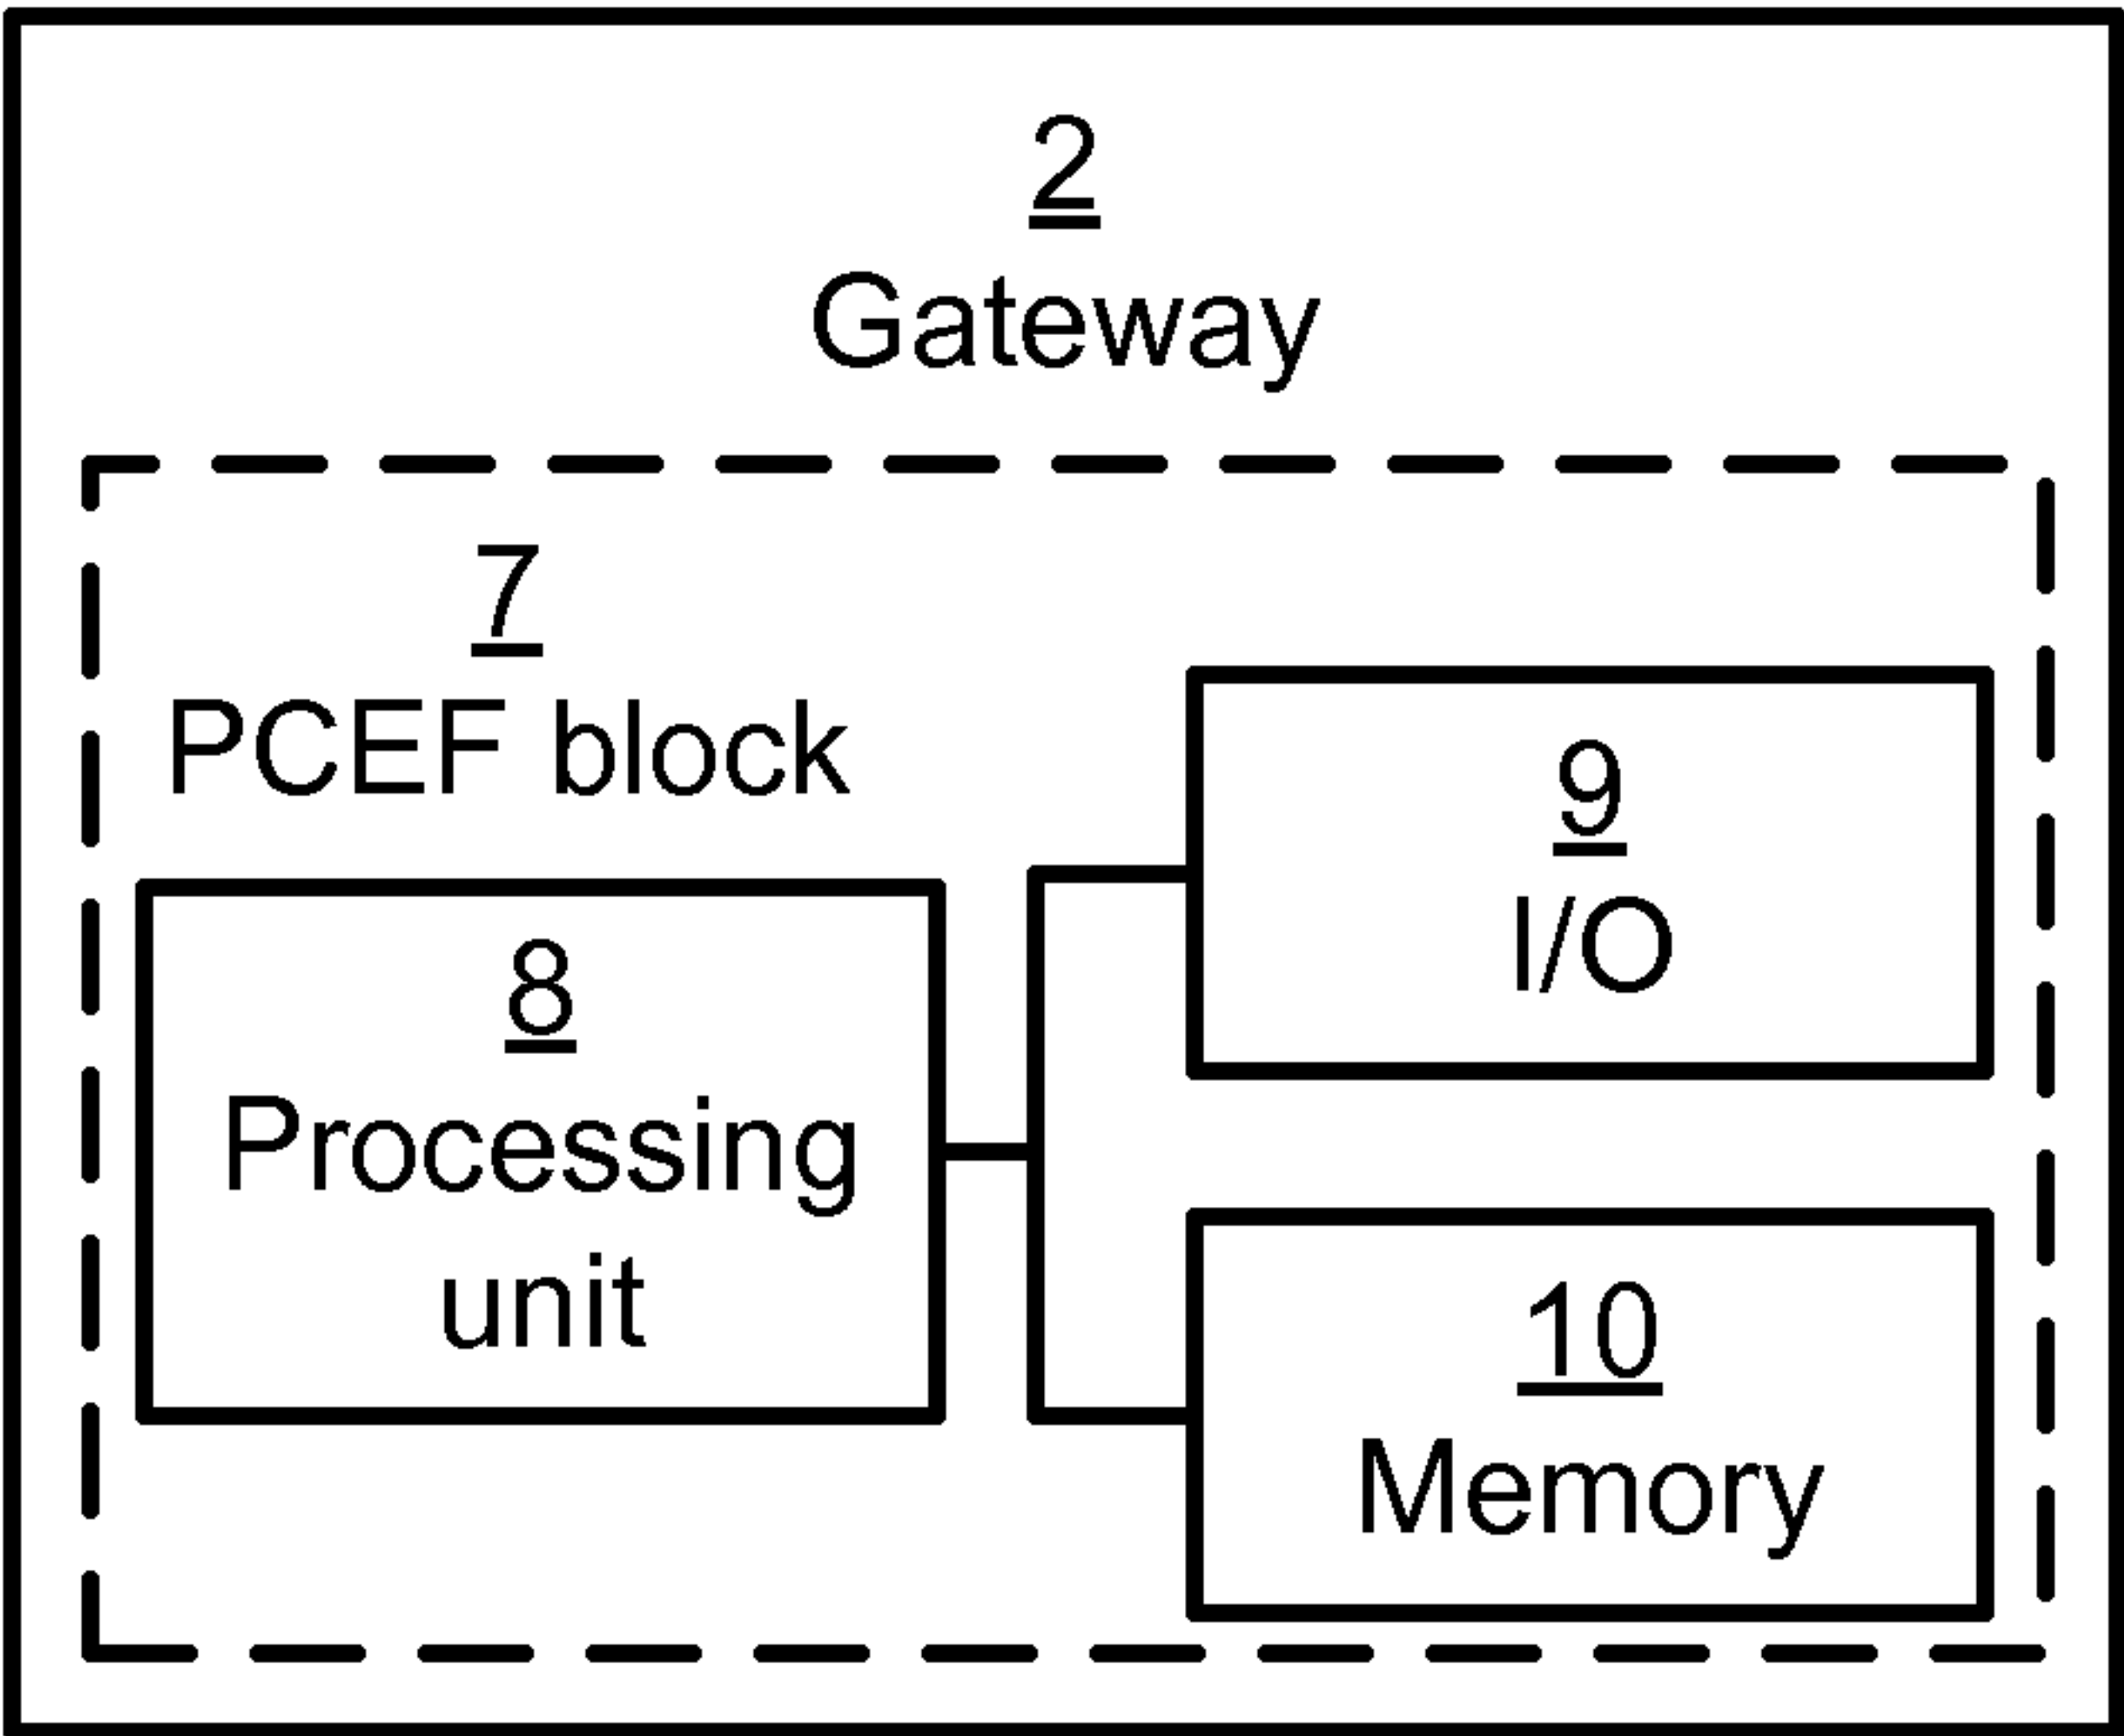 2
Gateway
7
PCEF block
8
Processing
unit
9
I/O
10
Memory